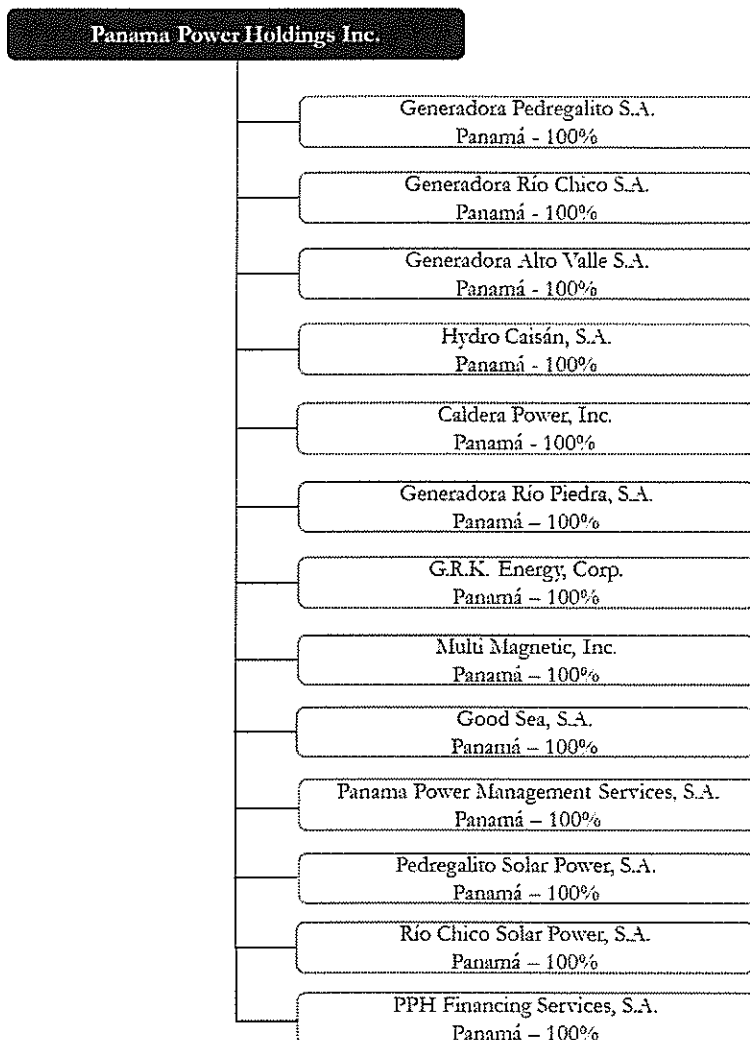 Panama Power Holdings Inc.
Generadora Pedregalito S.A.
Panamá - 100%
Generadora Río Chico S.A.
Panamá - 100%
Generadora Alto Valle S.A.
Panamá - 100%
Hydro Caisán, S.A.
Panamá - 100%
Caldera Power, Inc.
Panamá - 100%
Generadora Río Piedra, S.A.
Panamá – 100%
G.R.K. Energy, Corp.
Panamá – 100%
Multi Magnetic, Inc.
Panamá – 100%
Good Sea, S.A.
Panamá – 100%
Panama Power Management Services, S.A.
Panamá – 100%
Pedregalito Solar Power, S.A.
Panamá – 100%
Río Chico Solar Power, S.A.
Panamá – 100%
PPH Financing Services, S.A.
Panamá – 100%